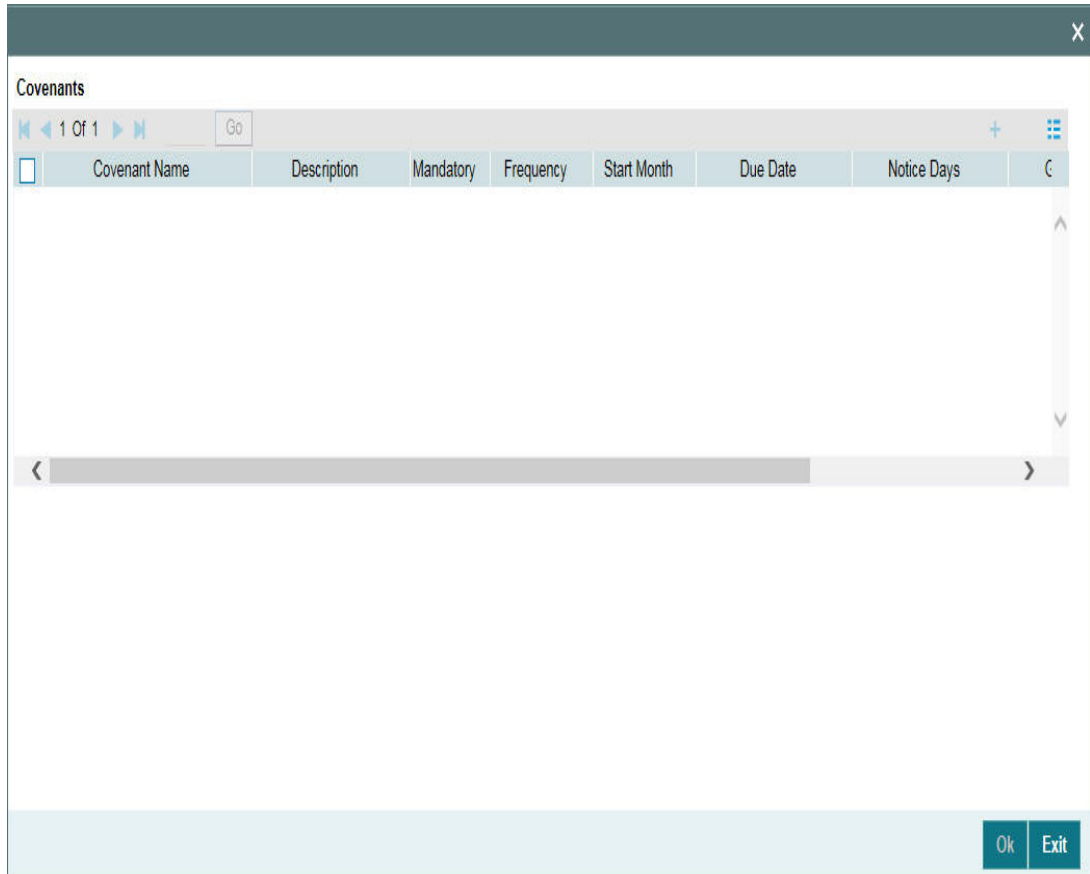 X
Covenants
1 Of 1 Go +
Covenant Name Description Mandatory Frequency Start Month Due Date Notice Days
Ok Exit